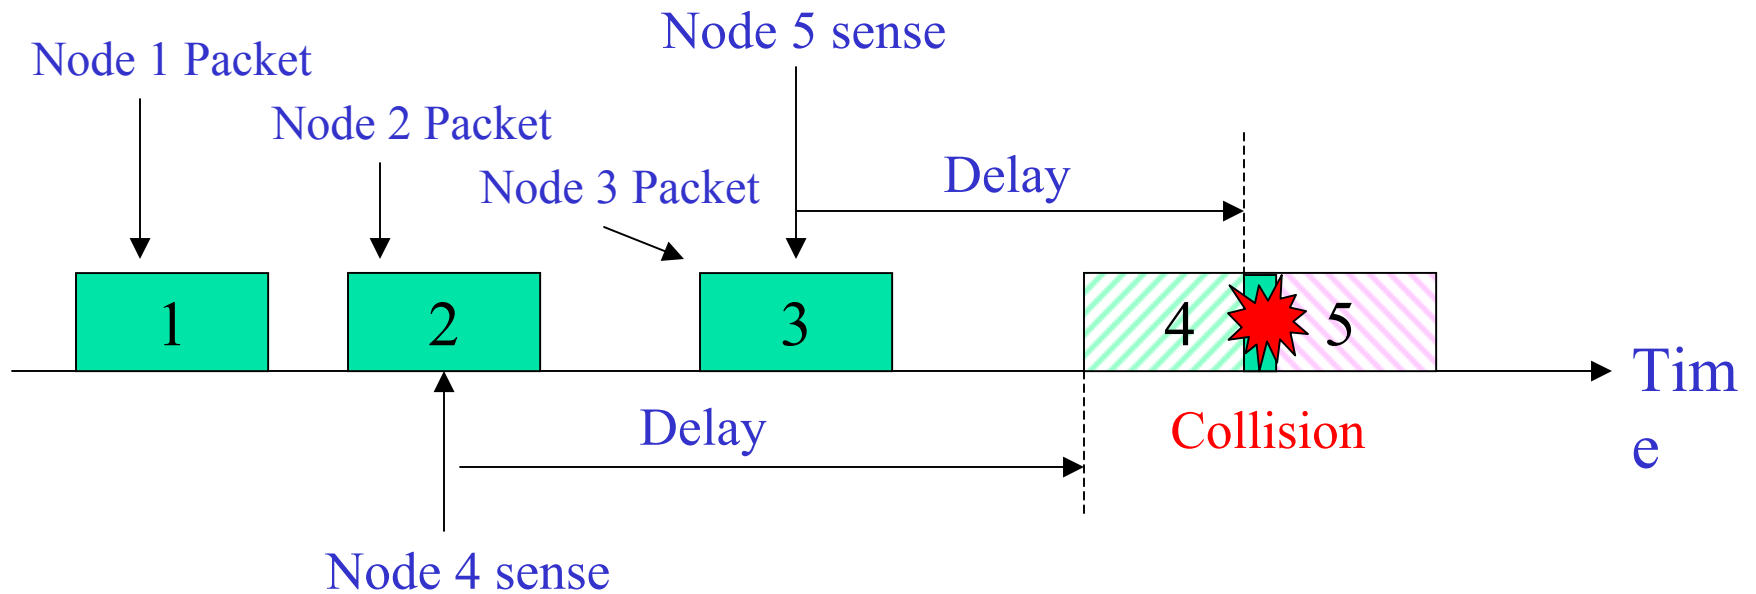 Node 5 sense
Node 1 Packet
Node 2 Packet
Delay
Node 3 Packet
1
2
3
4
5
Tim
e
Delay
Collision
Node 4 sense